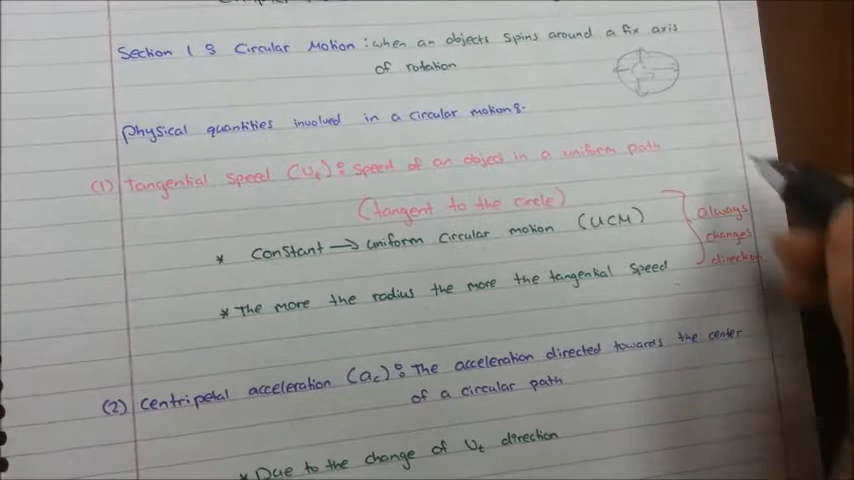 Section 1.8 Circular Motion : when an objects spins around a fix axis
of rotation
Physical quantities involved in a circular motion :-
(1) Tangential speed (Vt) : speed of an object in a uniform path
(tangent to the circle)
* Constant → uniform circular motion (UCM)
* The more the radius the more the tangential speed
always
changes
direction
(2) Centripetal acceleration (ac) : The acceleration directed towards the center
of a circular path
* Due to the change of Vt direction